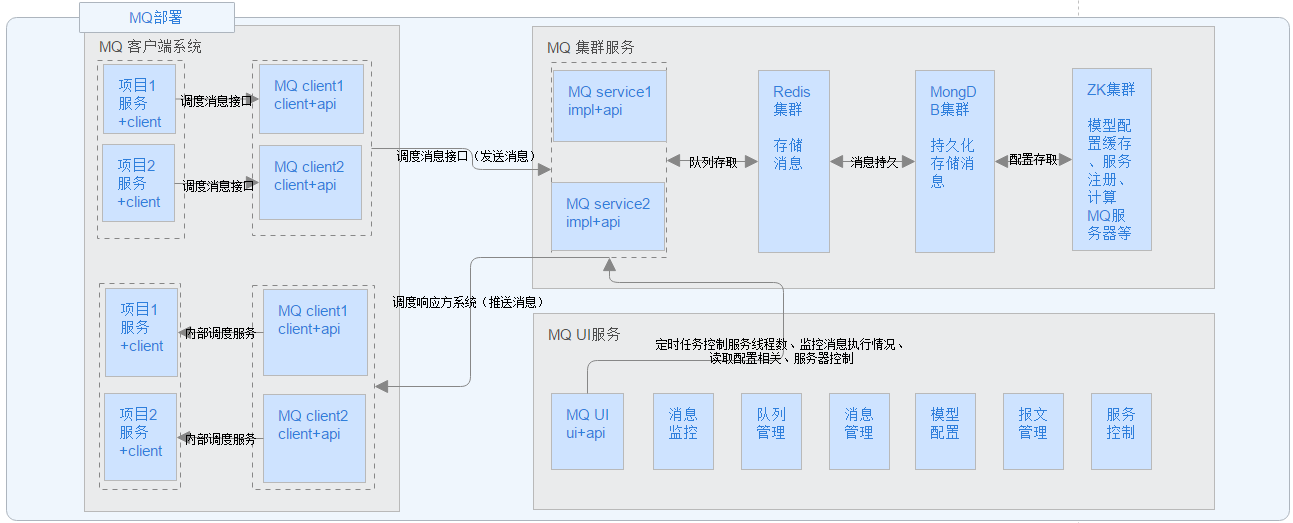 MQ部署
MQ 客户端系统
项目1
服务
+client
调度消息接口
MQ client1
client+api
项目2
服务
+client
调度消息接口
MQ client2
client+api
调度消息接口（发送消息）
MQ 集群服务
MQ service1
impl+api
MQ service2
impl+api
队列存取
Redis
集群
存储
消息
消息持久
MongD
B集群
持久化
存储消
息
配置存取
ZK集群
模型配
置缓存
、服务
注册、
计算
MQ服
务器等
项目1
服务
+client
内部调度服务
MQ client1
client+api
项目2
服务
+client
内部调度服务
MQ client2
client+api
调度响应方系统（推送消息）
MQ UI服务
定时任务控制服务线程数、监控消息执行情况、
读取配置相关、服务器控制
MQ UI
ui+api
消息
监控
队列
管理
消息
管理
模型
配置
报文
管理
服务
控制